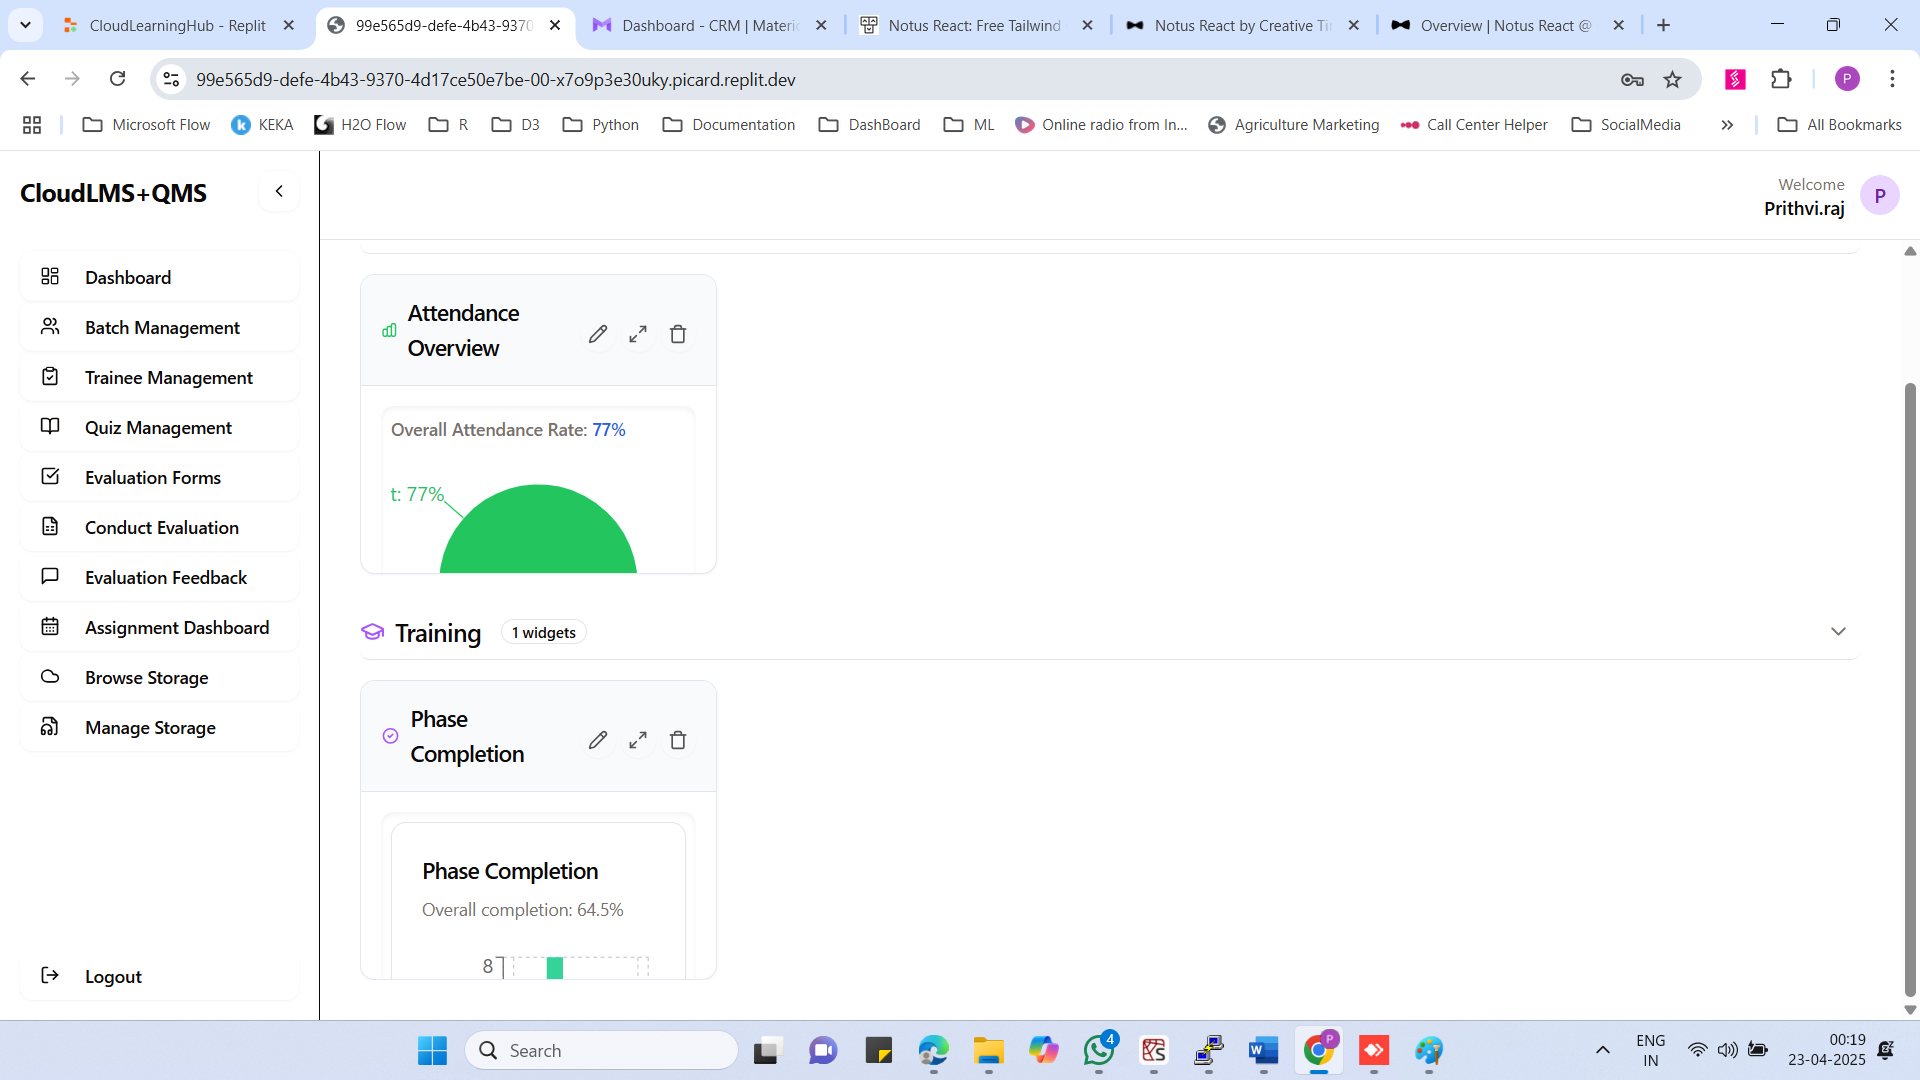 CloudLearningHub - Replit
99e565d9-defe-4b43-9370
Dashboard - CRM | Materio
Notus React: Free Tailwind
Notus React by Creative Ti
Overview | Notus React @
99e565d9-defe-4b43-9370-4d17ce50e7be-00-x7o9p3e30uky.picard.replit.dev
P
Microsoft Flow
KEKA
H2O Flow
R
D3
Python
Documentation
DashBoard
ML
Online radio from In...
Agriculture Marketing
Call Center Helper
SocialMedia
All Bookmarks
CloudLMS+QMS
Welcome
Prithvi.raj
P
Dashboard
Batch Management
Trainee Management
Quiz Management
Evaluation Forms
Conduct Evaluation
Evaluation Feedback
Assignment Dashboard
Browse Storage
Manage Storage
Logout
Attendance
Overview
Overall Attendance Rate: 77%
t: 77%
Training
1 widgets
Phase
Completion
Phase Completion
Overall completion: 64.5%
8
Search
4
P
ENG
IN
00:19
23-04-2025